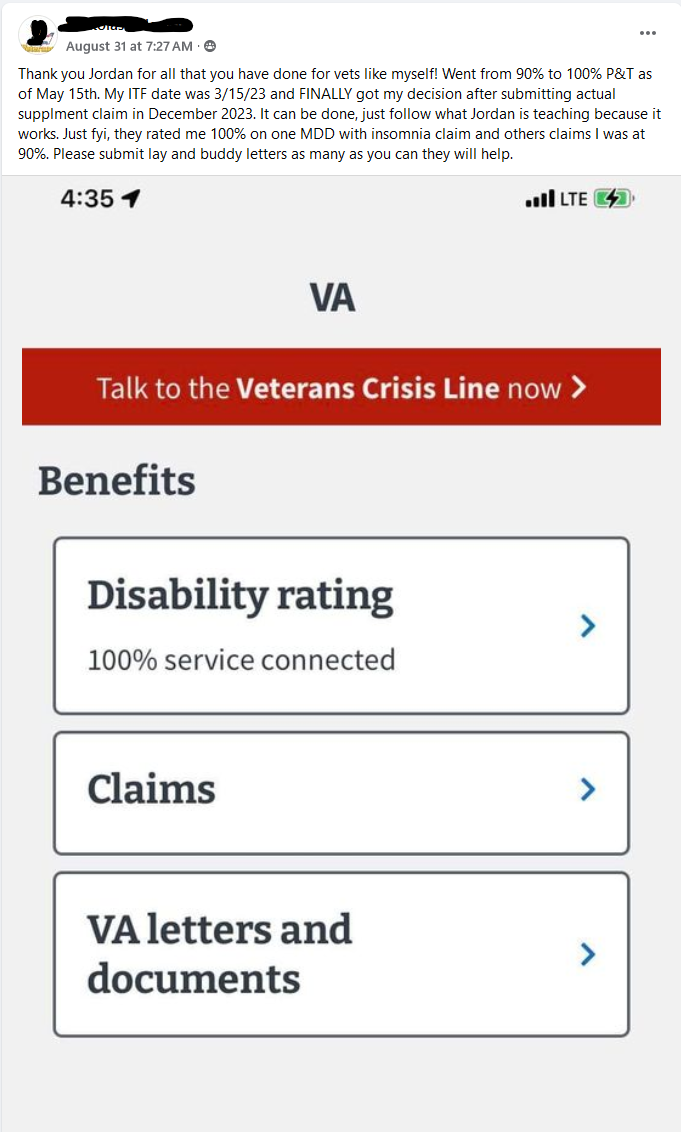 August 31 at 7:27 AM ·
Thank you Jordan for all that you have done for vets like myself! Went from 90% to 100% P&T as
of May 15th. My ITF date was 3/15/23 and FINALLY got my decision after submitting actual
supplment claim in December 2023. It can be done, just follow what Jordan is teaching because it
works. Just fyi, they rated me 100% on one MDD with insomnia claim and others claims I was at
90%. Please submit lay and buddy letters as many as you can they will help.
4:35
LTE
VA
Talk to the Veterans Crisis Line now
Benefits
Disability rating
100% service connected
Claims
VA letters and
documents